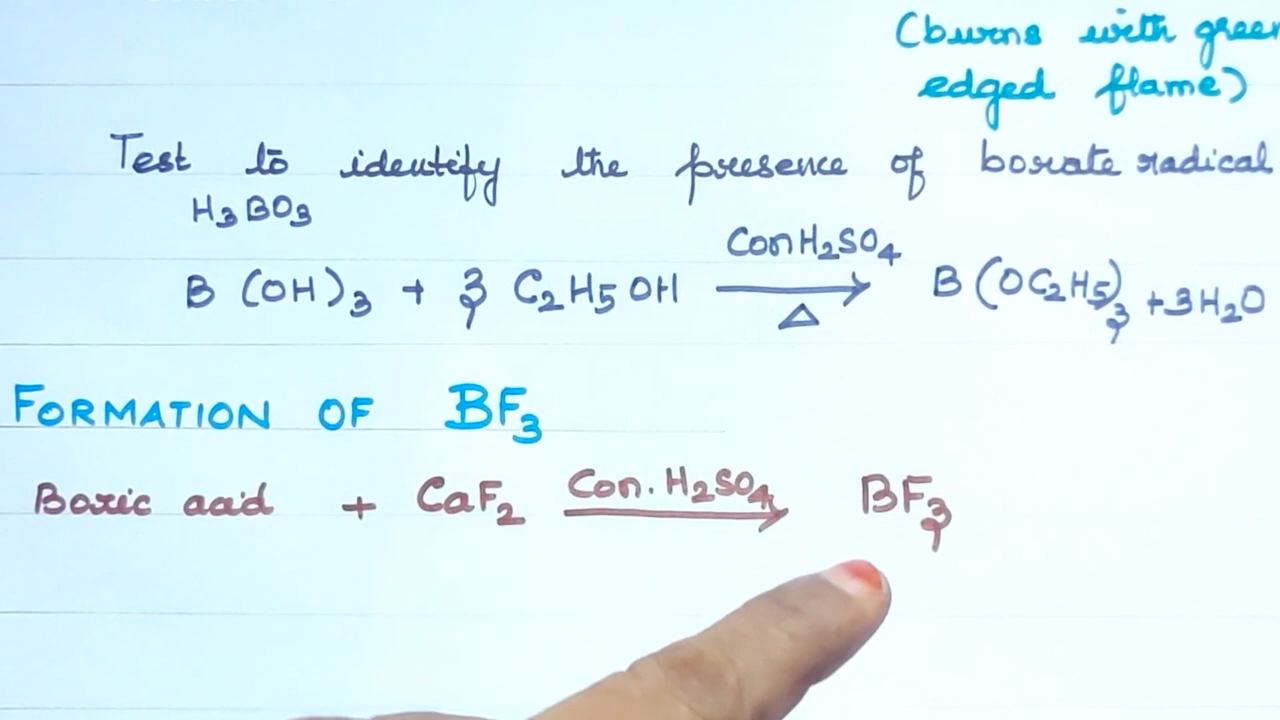 (burns with green
edged flame)
Test to identify the presence of borate radical
H₃BO₃
B (OH)₃ + 3 C₂H₅OH ⟶ B(OC₂H₅)₃ + 3H₂O
Con H₂SO₄
Δ
FORMATION OF BF₃
Boric acid + CaF₂ ⟶ BF₃
Con. H₂SO₄